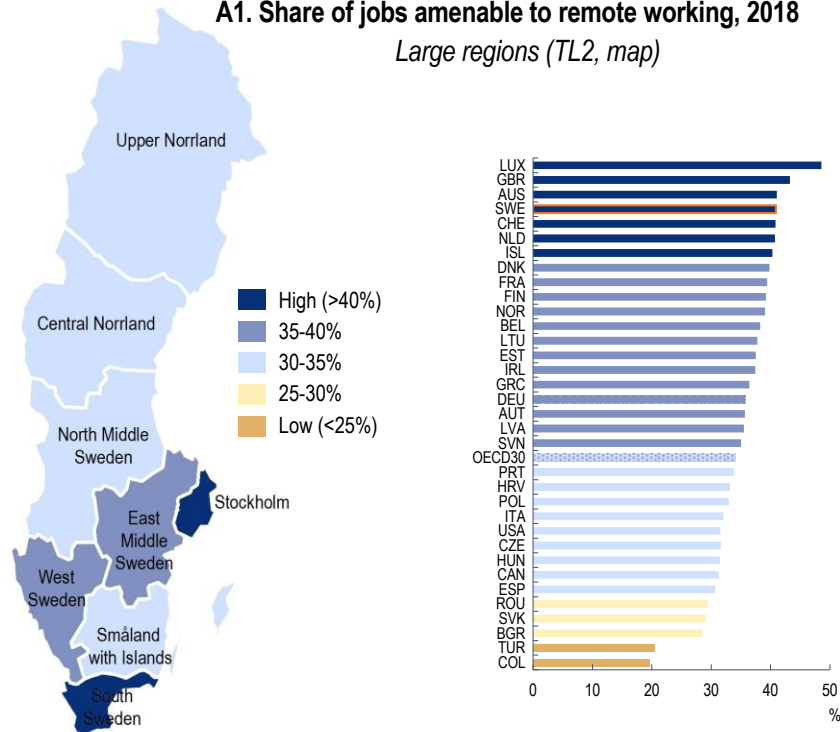 A1. Share of jobs amenable to remote working, 2018
Large regions (TL2, map)
Upper Norrland
Central Norrland
North Middle
Sweden
Stockholm
East
Middle
Sweden
West
Sweden
Småland
with Islands
South
Sweden
High (>40%)
35-40%
30-35%
25-30%
Low (<25%)
LUX
GBR
AUS
SWE
CHE
NLD
ISL
DNK
FRA
FIN
NOR
BEL
LTU
EST
IRL
GRC
DEU
AUT
LVA
SVN
OECD30
PRT
HRV
POL
ITA
USA
CZE
HUN
CAN
ESP
ROU
SVK
BGR
TUR
COL
0 10 20 30 40 50
%